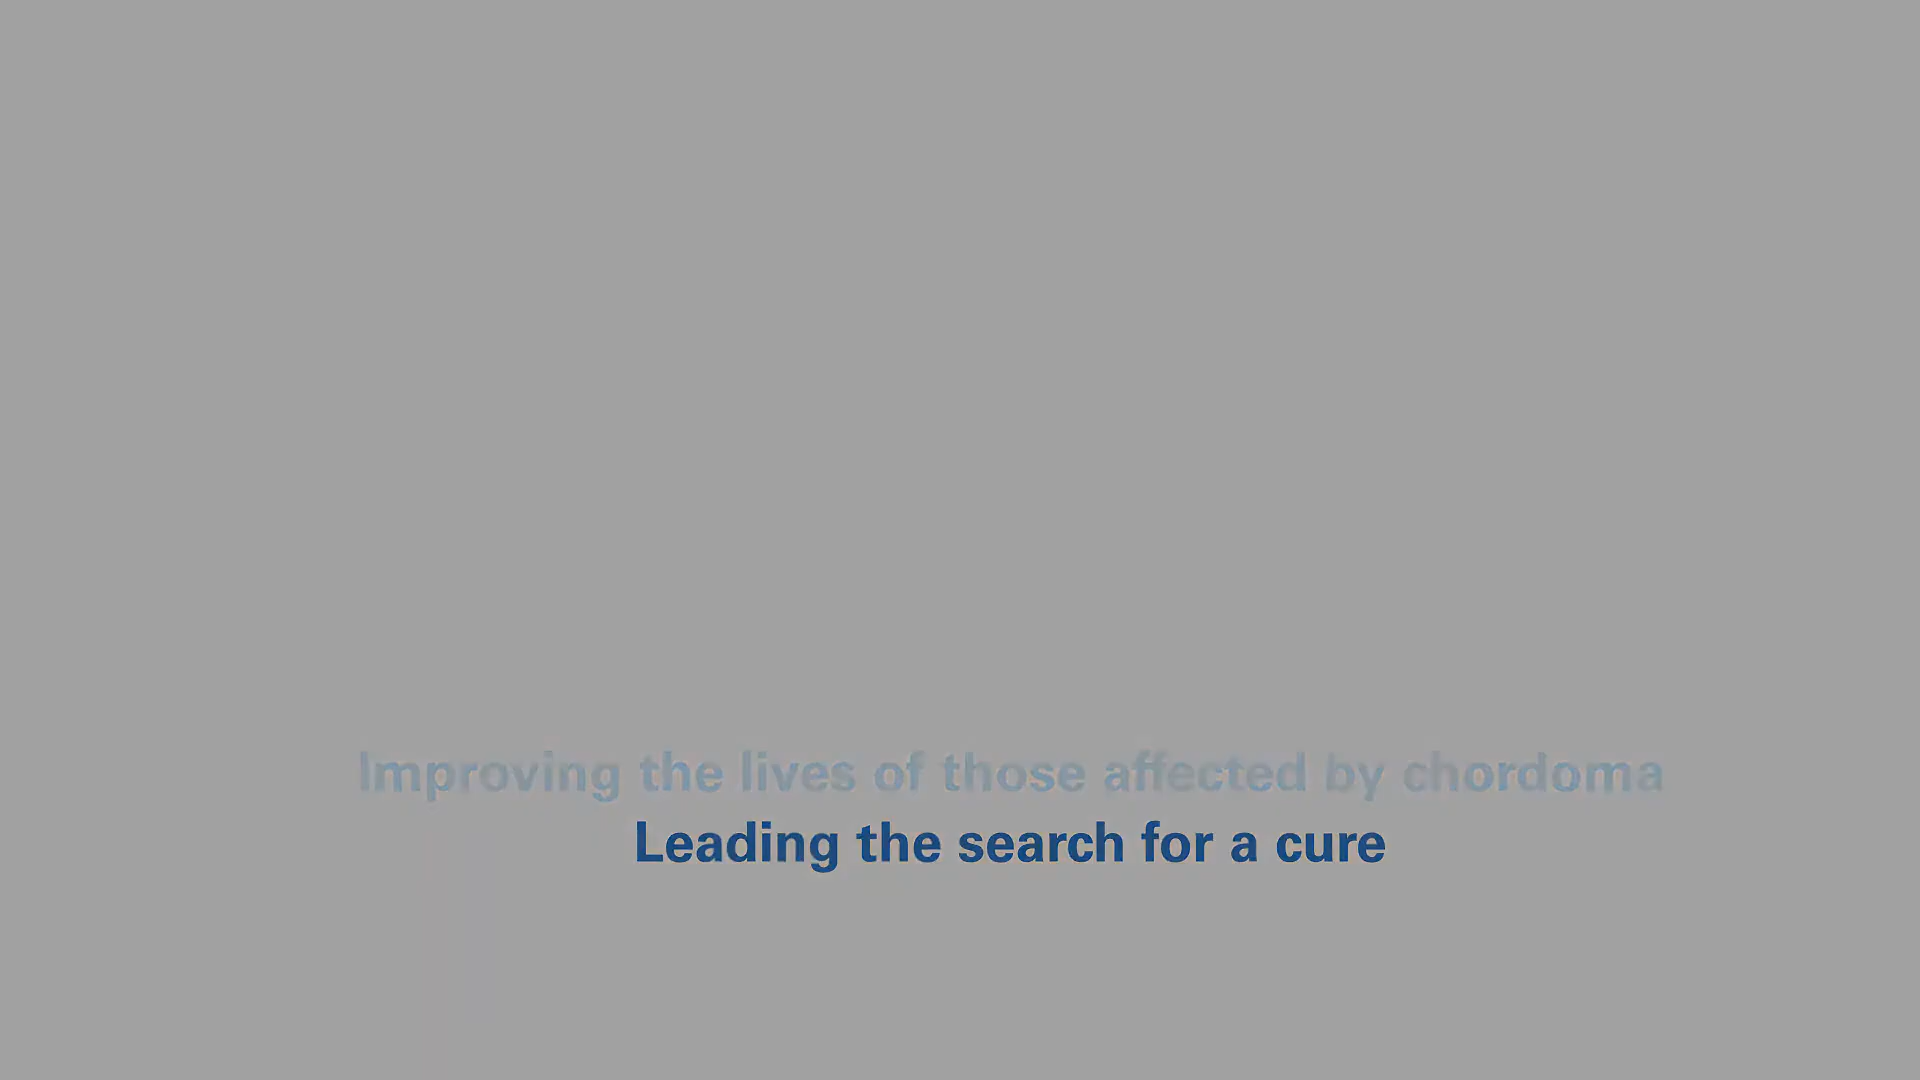 Improving the lives of those affected by chordoma
Leading the search for a cure